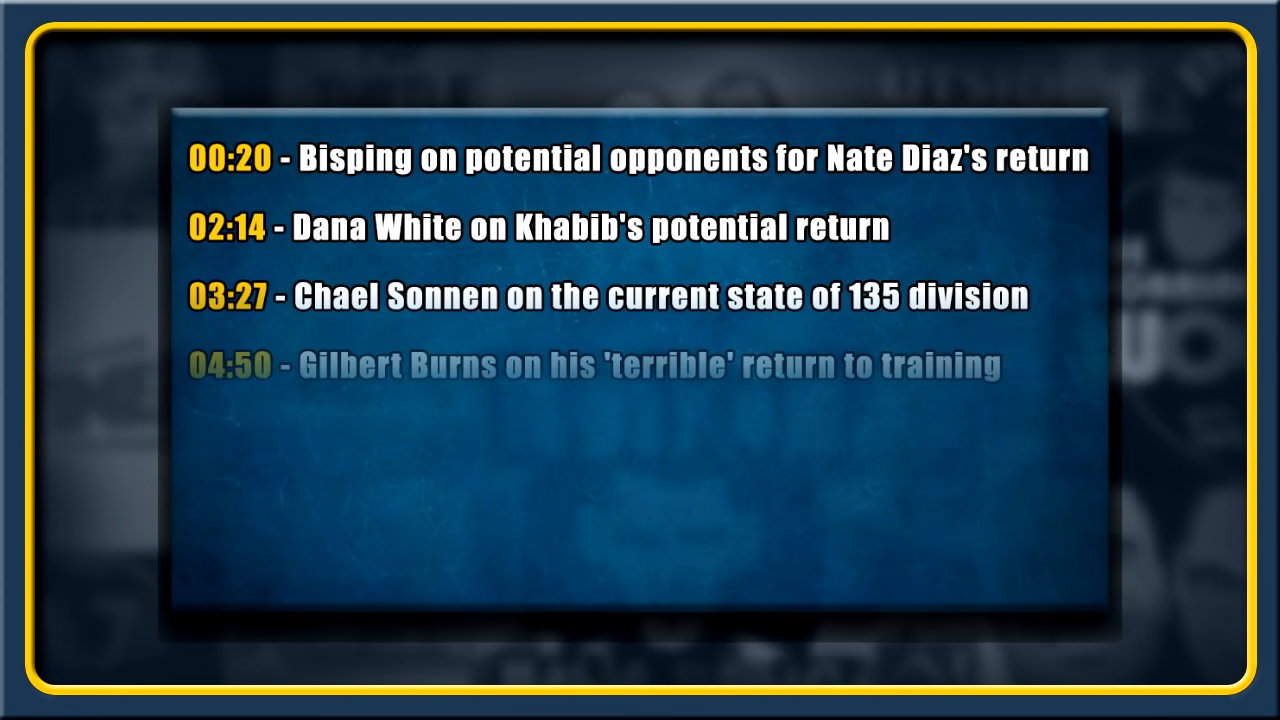 00:20 - Bisping on potential opponents for Nate Diaz's return
02:14 - Dana White on Khabib's potential return
03:27 - Chael Sonnen on the current state of 135 division
04:50 - Gilbert Burns on his 'terrible' return to training